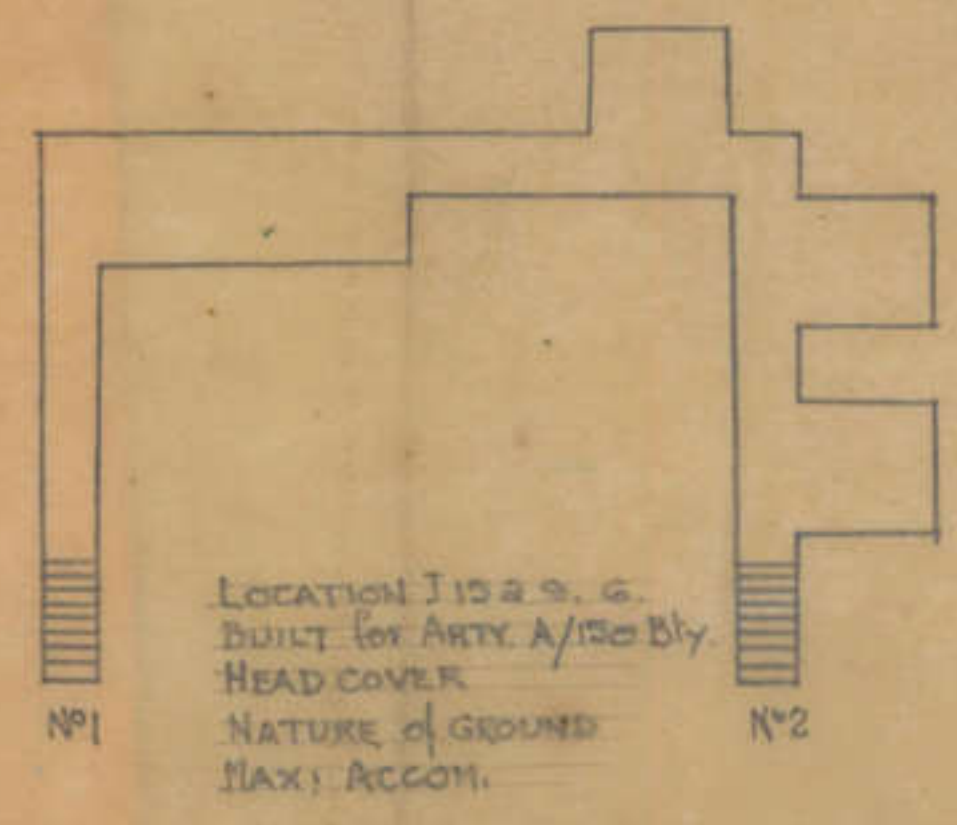 LOCATION I 15 a 9. 6.
BUILT for ARTY. A/150 Bty.
HEAD COVER
NATURE of GROUND
MAX: ACCOM.
Nº1
Nº2